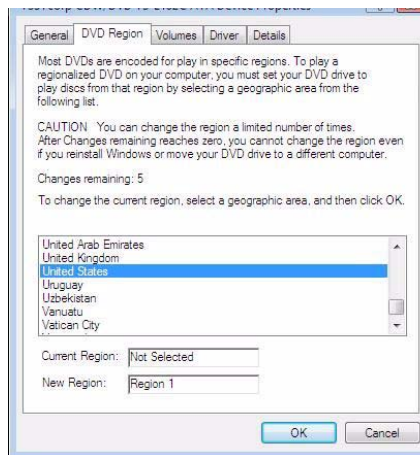 General DVD Region Volumes Driver Details
Most DVDs are encoded for play in specific regions. To play a
regionalized DVD on your computer, you must set your DVD drive to
play discs from that region by selecting a geographic area from the
following list.
CAUTION You can change the region a limited number of times.
After Changes remaining reaches zero, you cannot change the region even
if you reinstall Windows or move your DVD drive to a different computer.
Changes remaining: 5
To change the current region, select a geographic area, and then click OK.
United Arab Emirates
United Kingdom
United States
Uruguay
Uzbekistan
Vanuatu
Vatican City
Current Region: Not Selected
New Region: Region 1
OK Cancel